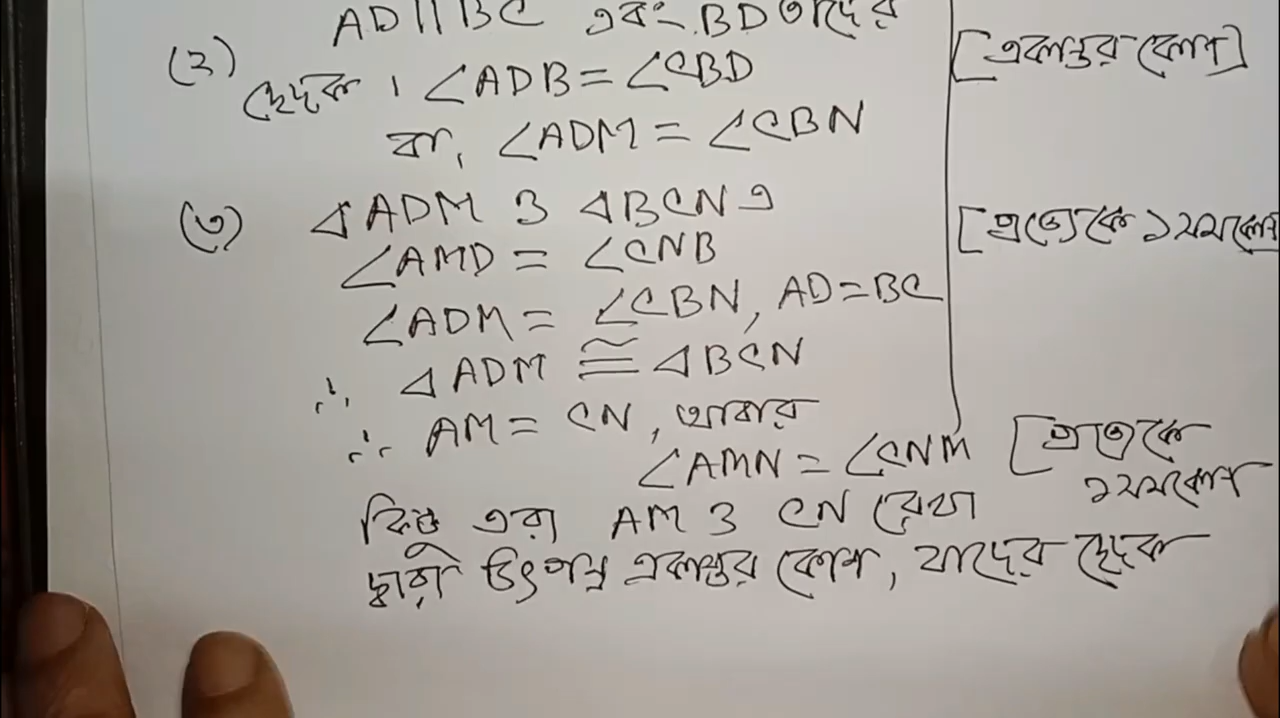 AD || BC এবং BD তাদের
(২) ছেদক । ∠ADB = ∠CBD [একান্তর কোণ]
বা, ∠ADM = ∠CBN
(৩) ⊿ADM ও ⊿BCN এ
∠AMD = ∠CNB [প্রত্যেকে ১ সমকোণ
∠ADM = ∠CBN, AD = BC
∴ ⊿ADM ≅ ⊿BCN
∴ AM = CN, আবার
∠AMN = ∠CNM [প্রত্যেকে
১ সমকোণ
কিন্তু এরা AM ও CN রেখা
দ্বারা উৎপন্ন একান্তর কোণ, যাদের ছেদক